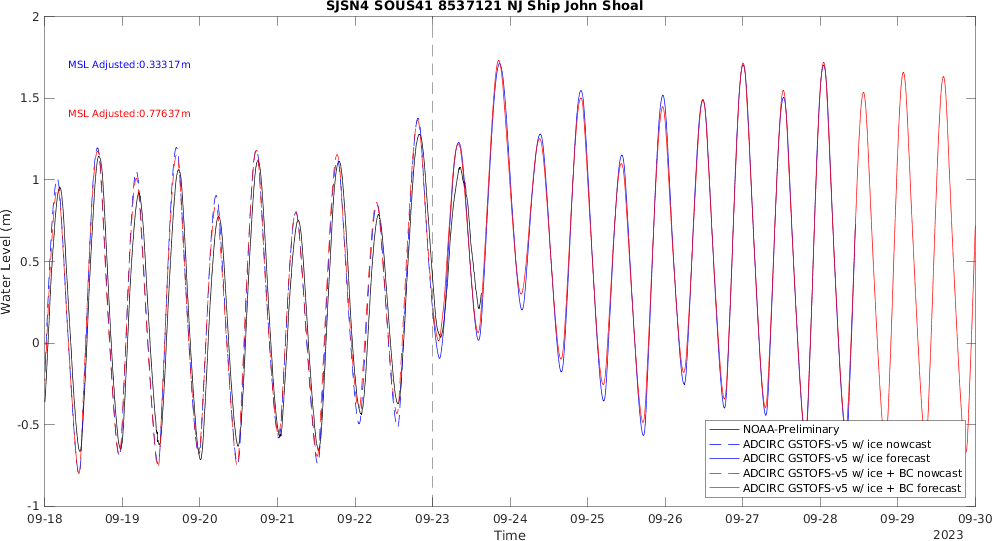 SJSN4 SOUS41 8537121 NJ Ship John Shoal
MSL Adjusted:0.33317m
MSL Adjusted:0.77637m
Water Level (m)
2
1.5
1
0.5
0
-0.5
-1
NOAA-Preliminary
ADCIRC GSTOFS-v5 w/ ice nowcast
ADCIRC GSTOFS-v5 w/ ice forecast
ADCIRC GSTOFS-v5 w/ ice + BC nowcast
ADCIRC GSTOFS-v5 w/ ice + BC forecast
09-18 09-19 09-20 09-21 09-22 09-23 09-24 09-25 09-26 09-27 09-28 09-29 09-30
Time
2023